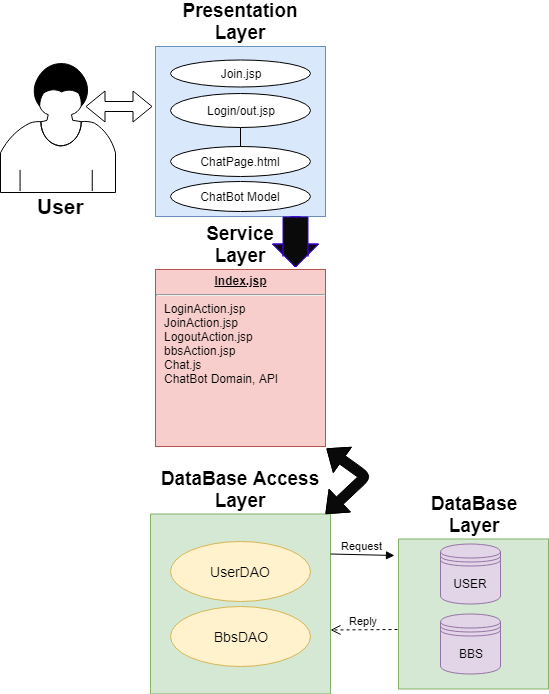 Presentation
Layer
Join.jsp
Login/out.jsp
ChatPage.html
ChatBot Model
User
Service
Layer
Index.jsp
LoginAction.jsp
JoinAction.jsp
LogoutAction.jsp
bbsAction.jsp
Chat.js
ChatBot Domain, API
DataBase Access
Layer
DataBase
Layer
UserDAO
BbsDAO
Request
Reply
USER
BBS